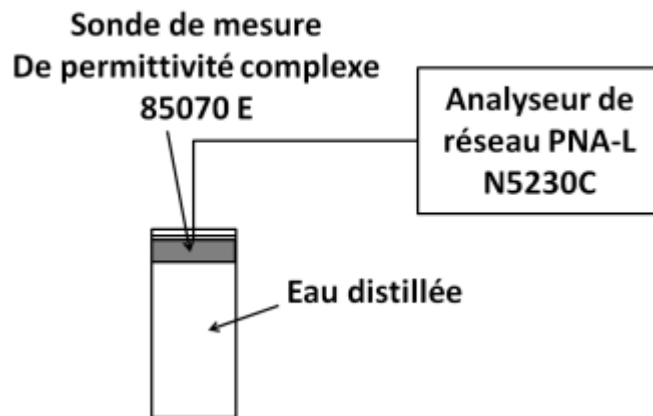 Sonde de mesure
De permittivité complexe
85070 E
Analyseur de
réseau PNA-L
N5230C
Eau distillée